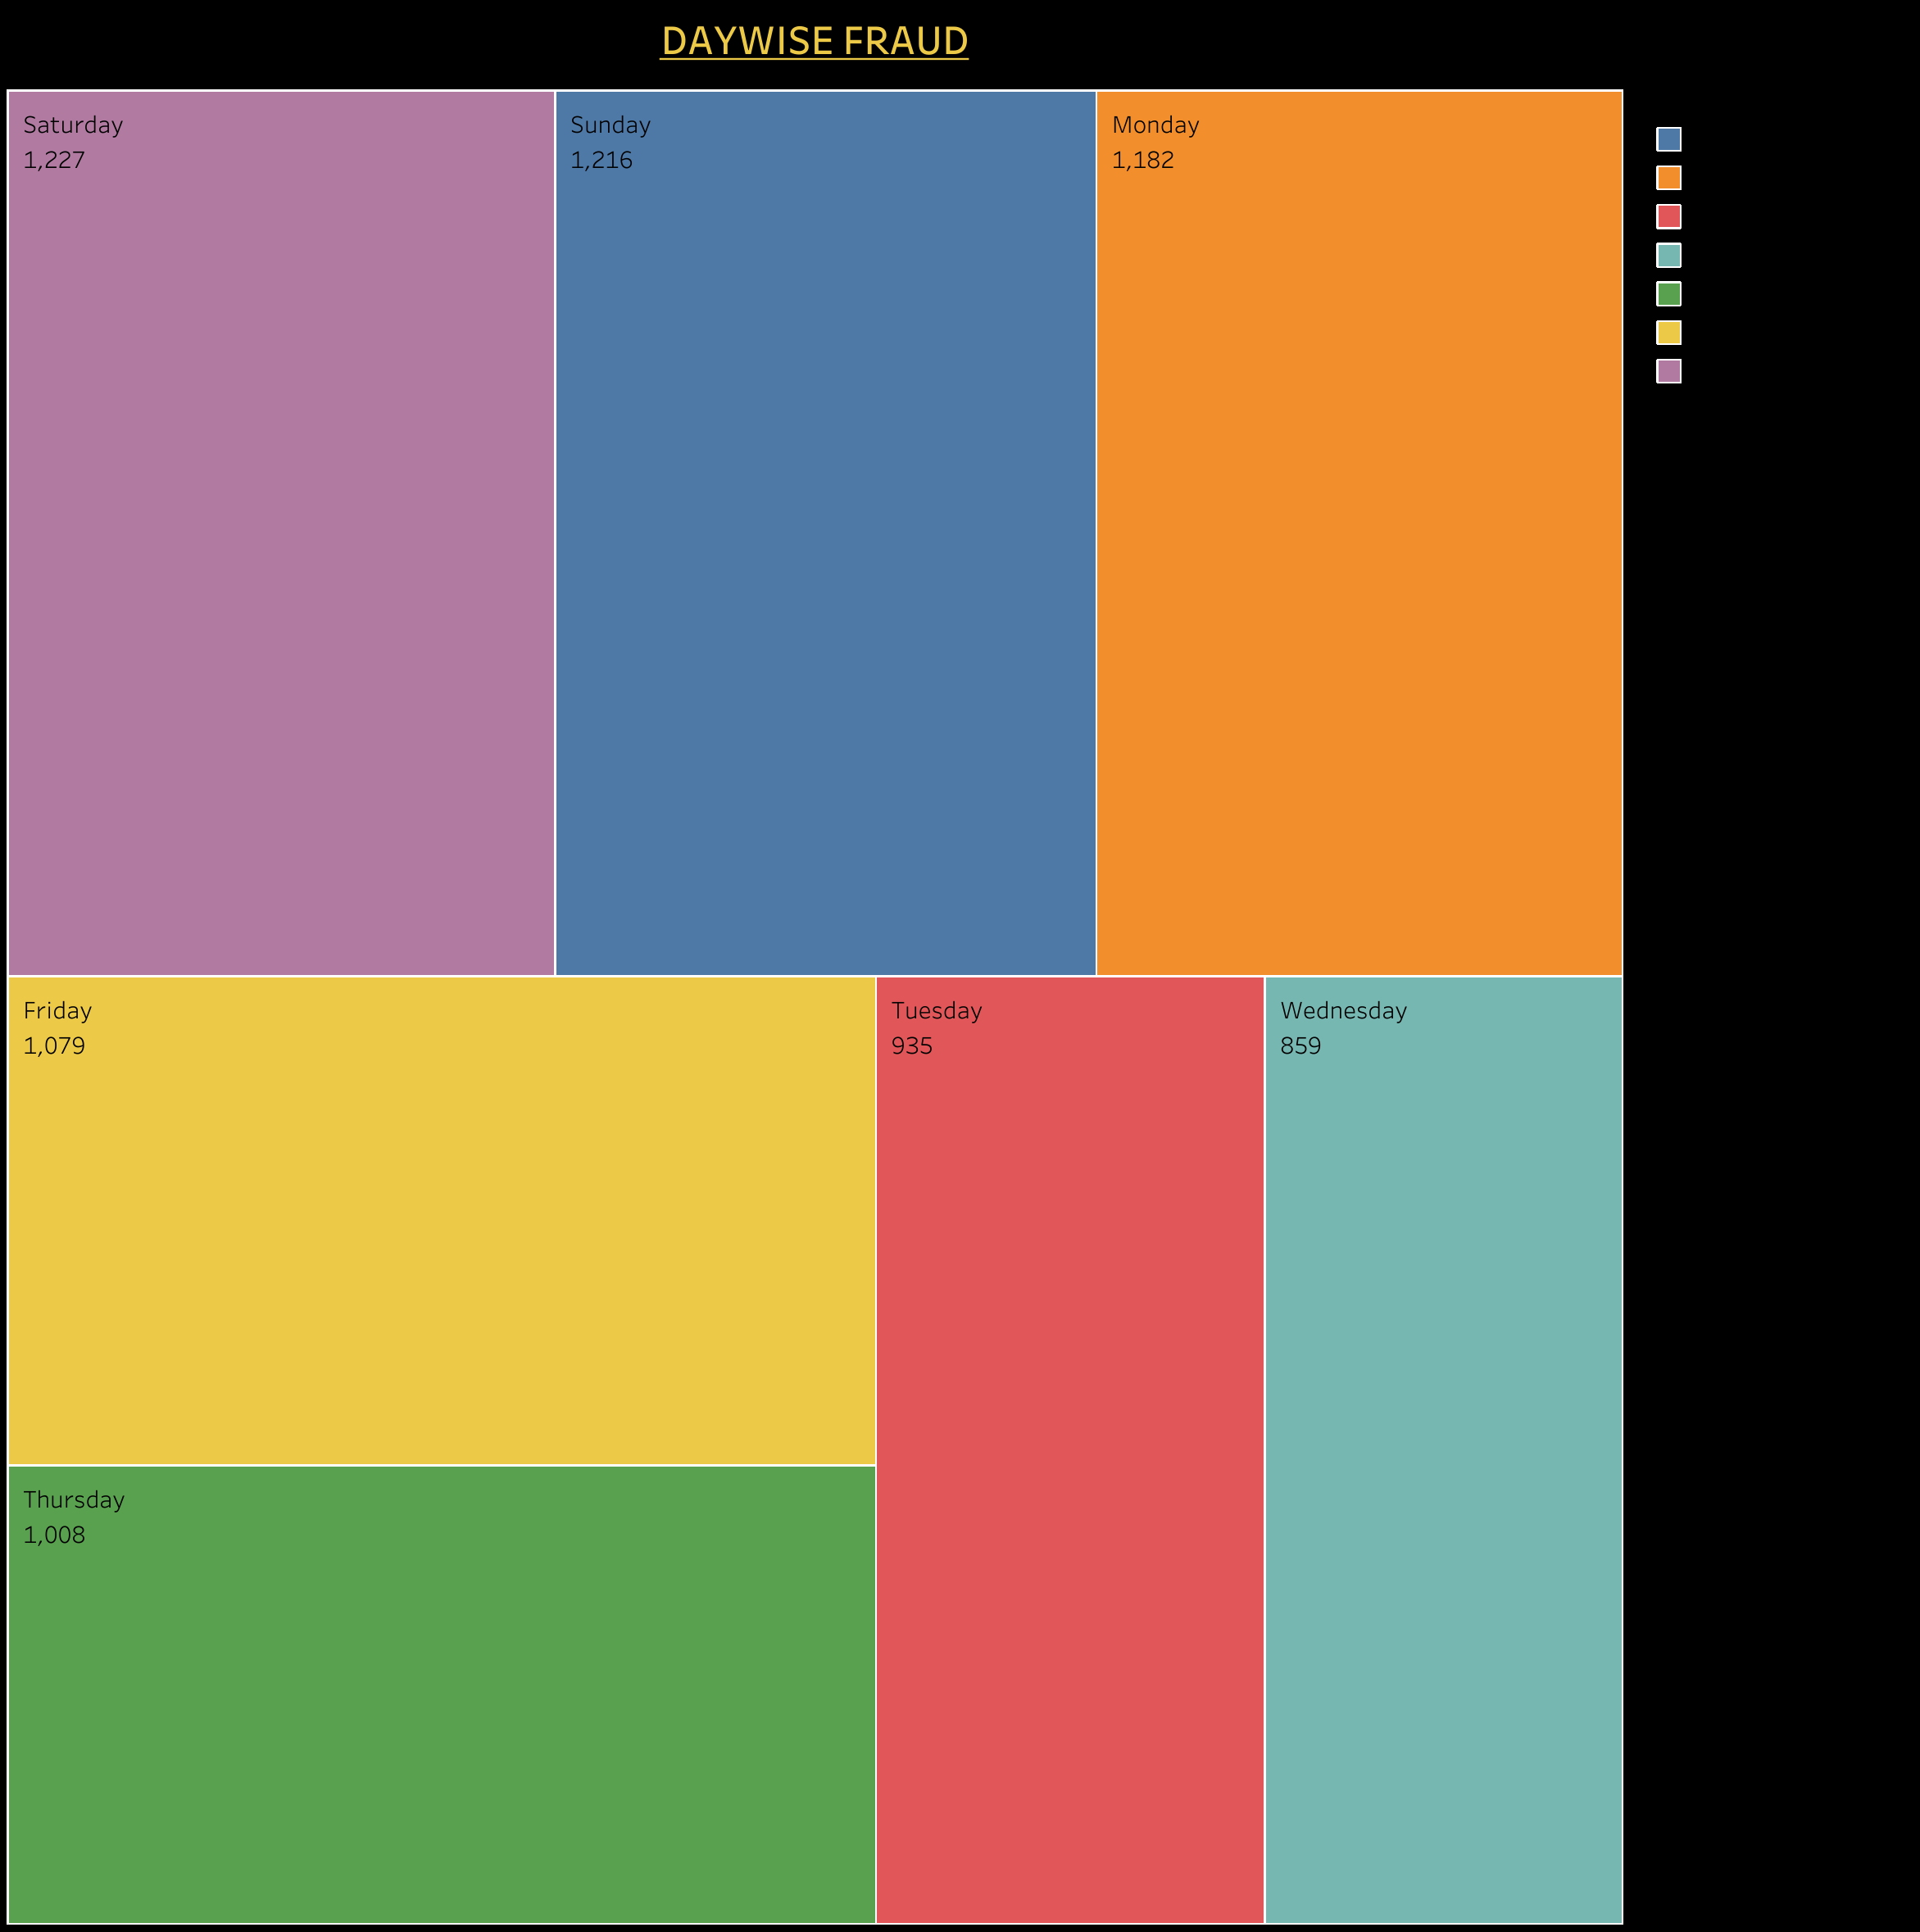 DAYWISE FRAUD
Saturday
1,227
Sunday
1,216
Monday
1,182
Friday
1,079
Tuesday
935
Wednesday
859
Thursday
1,008